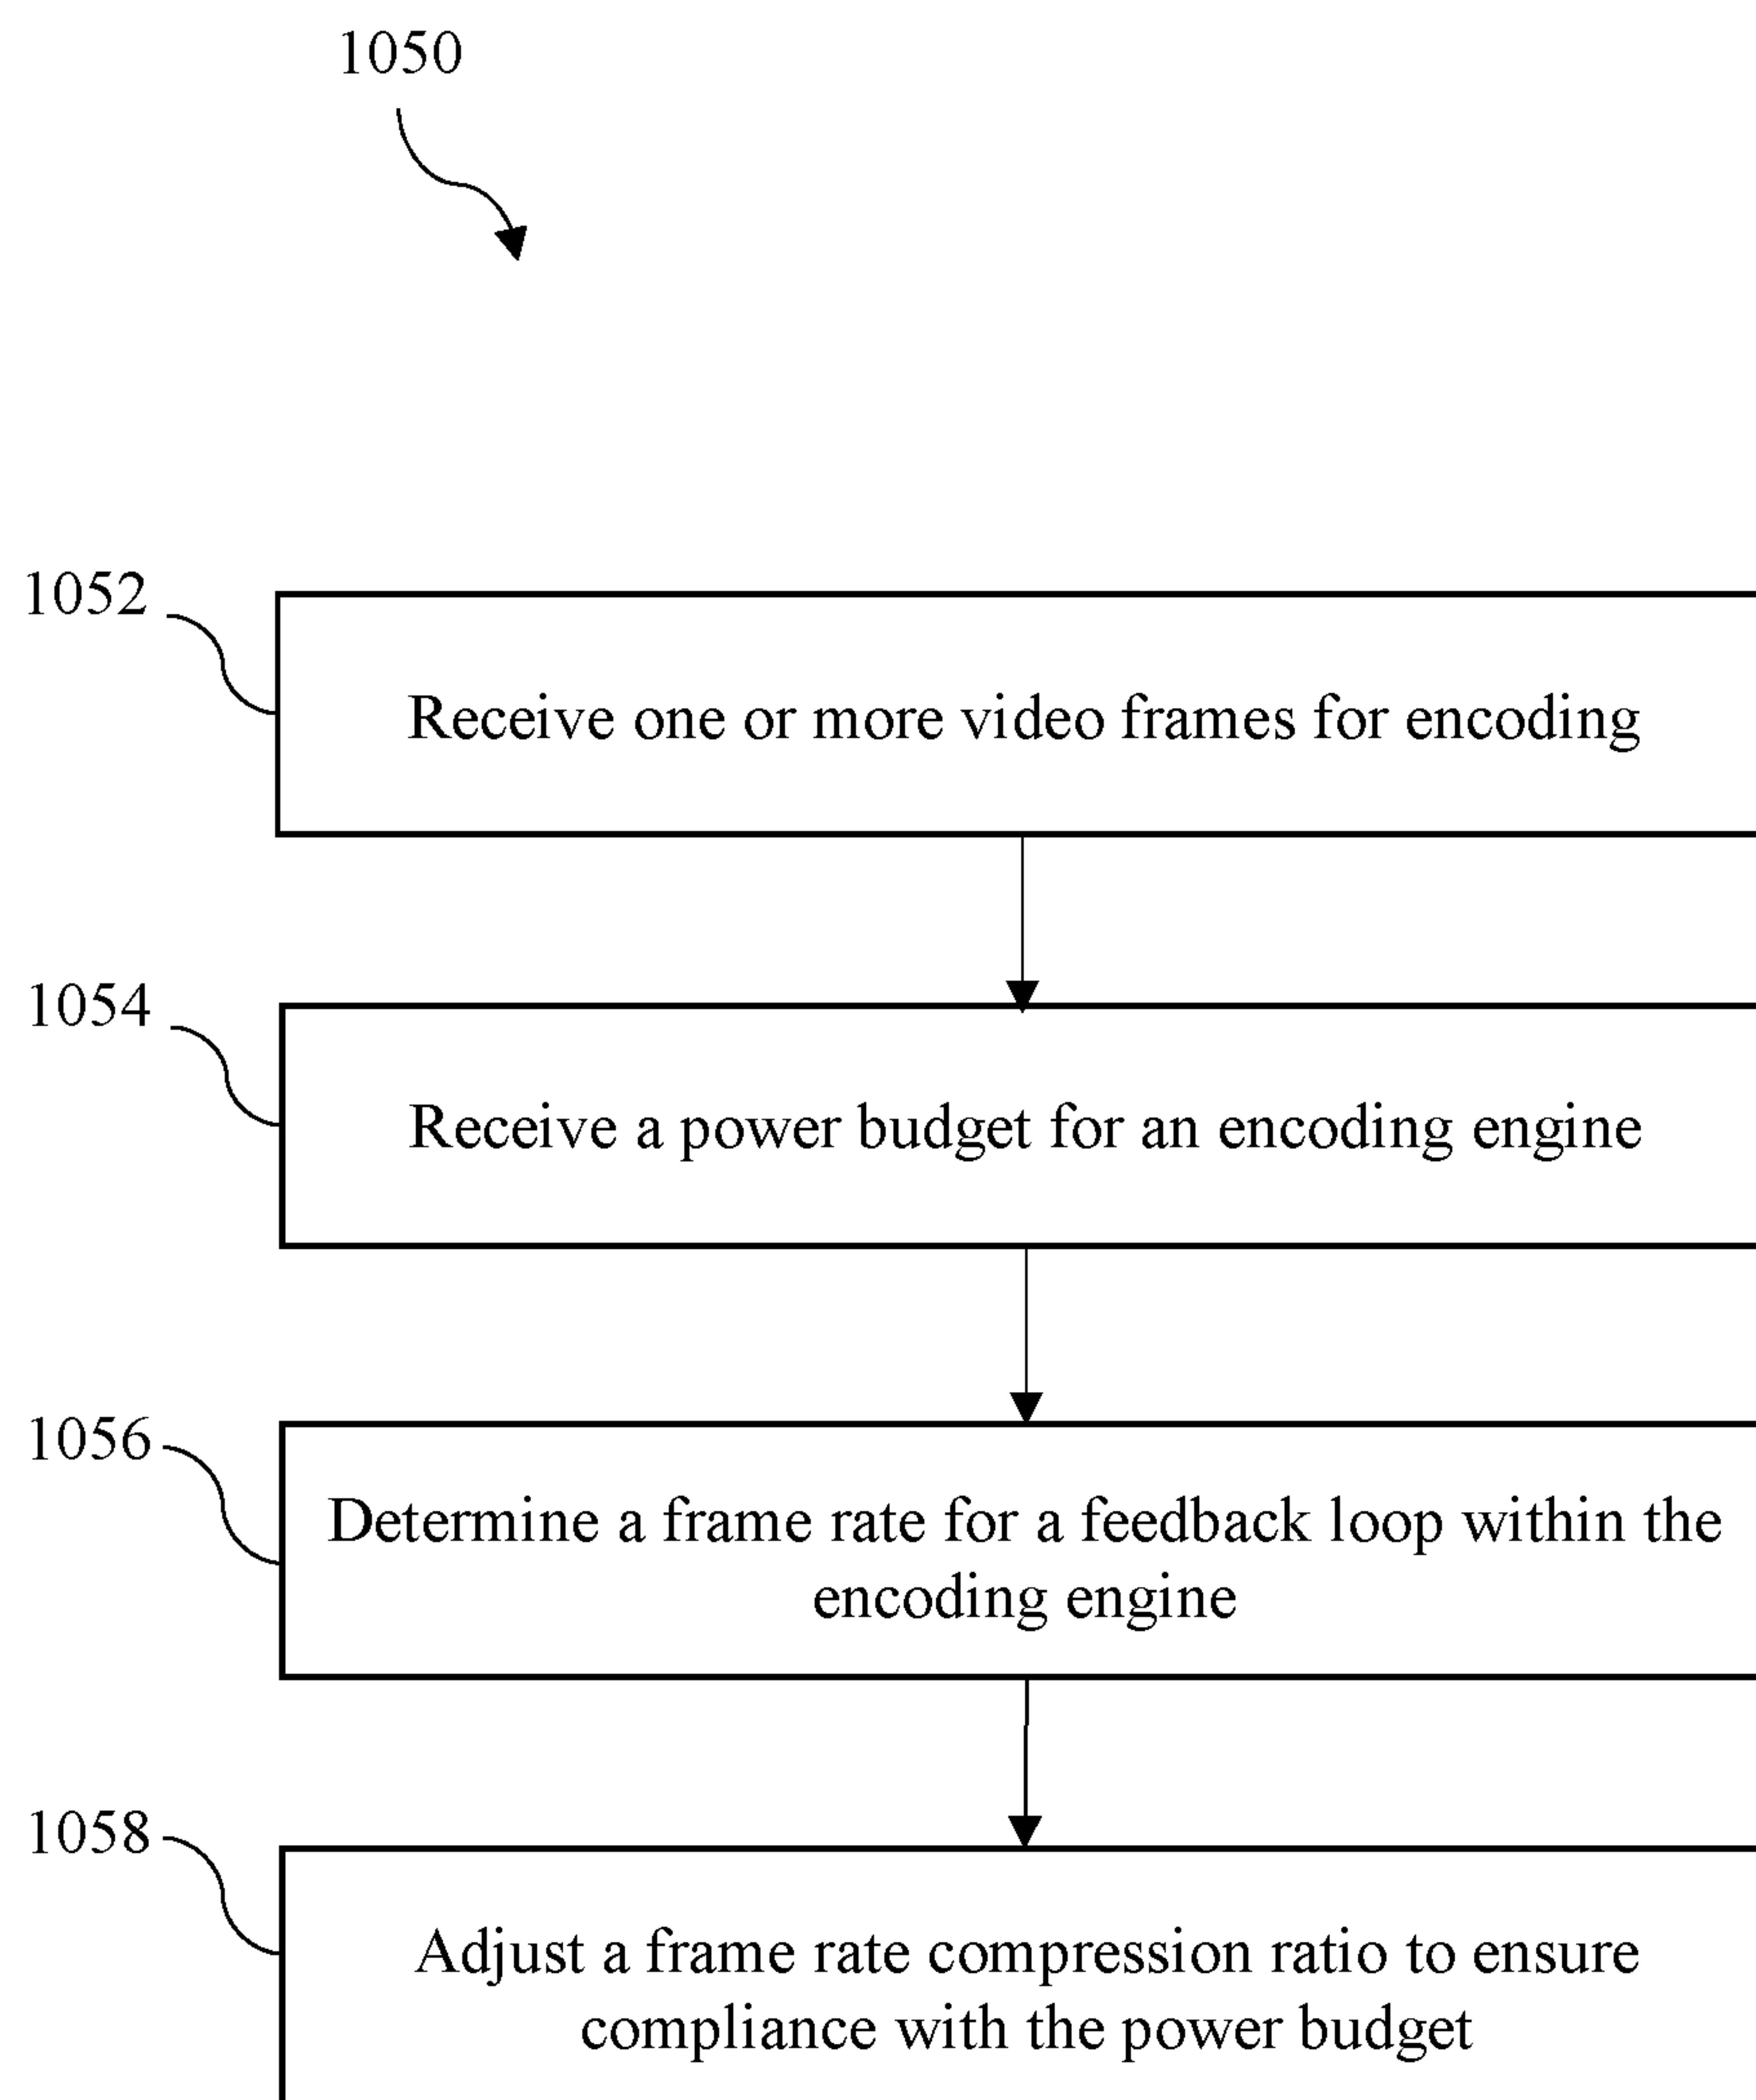 1050
1052
Receive one or more video frames for encoding
1054
Receive a power budget for an encoding engine
1056
Determine a frame rate for a feedback loop within the
encoding engine
1058
Adjust a frame rate compression ratio to ensure
compliance with the power budget